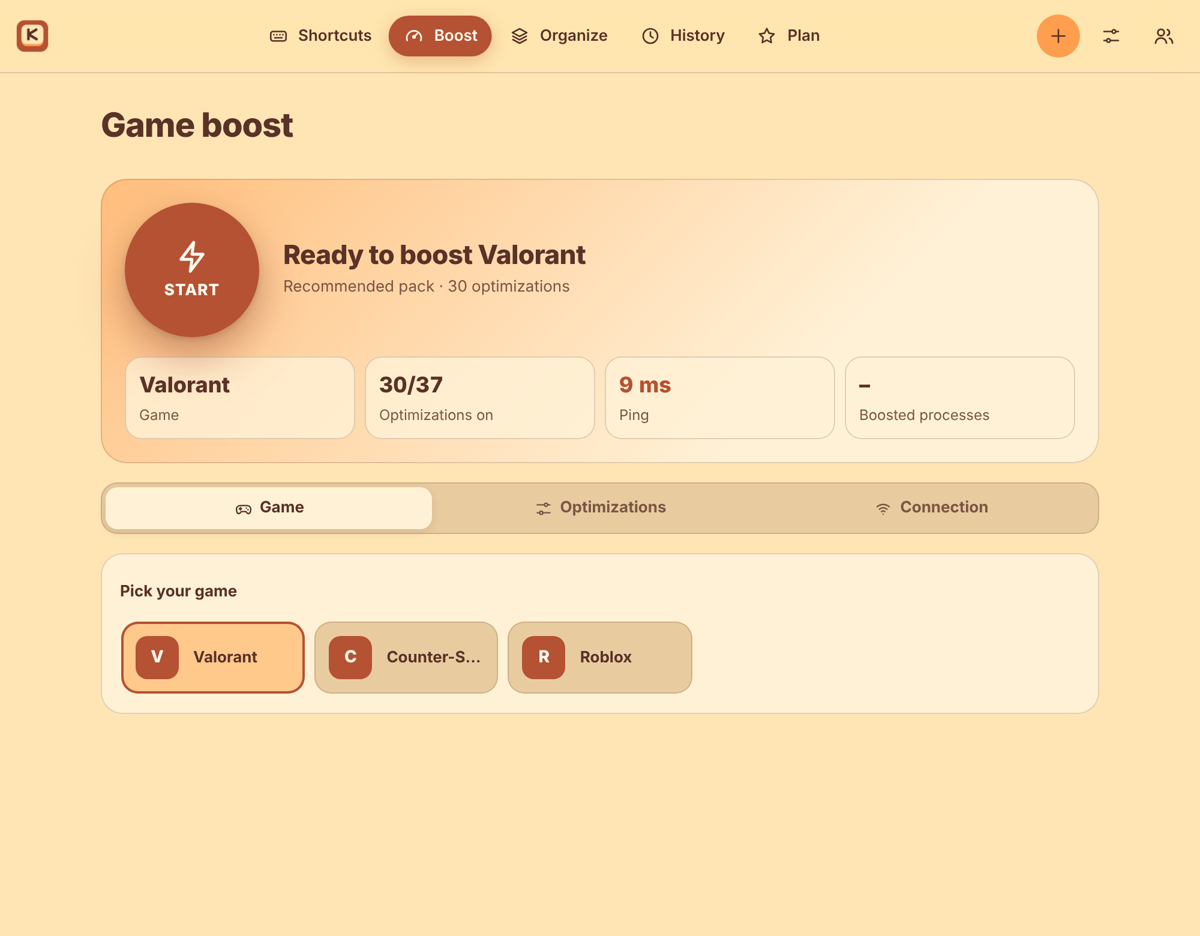 K
Shortcuts
Boost
Organize
History
Plan
Game boost
START
Ready to boost Valorant
Recommended pack · 30 optimizations
Valorant
Game
30/37
Optimizations on
9 ms
Ping
–
Boosted processes
Game
Optimizations
Connection
Pick your game
V
Valorant
C
Counter-S...
R
Roblox